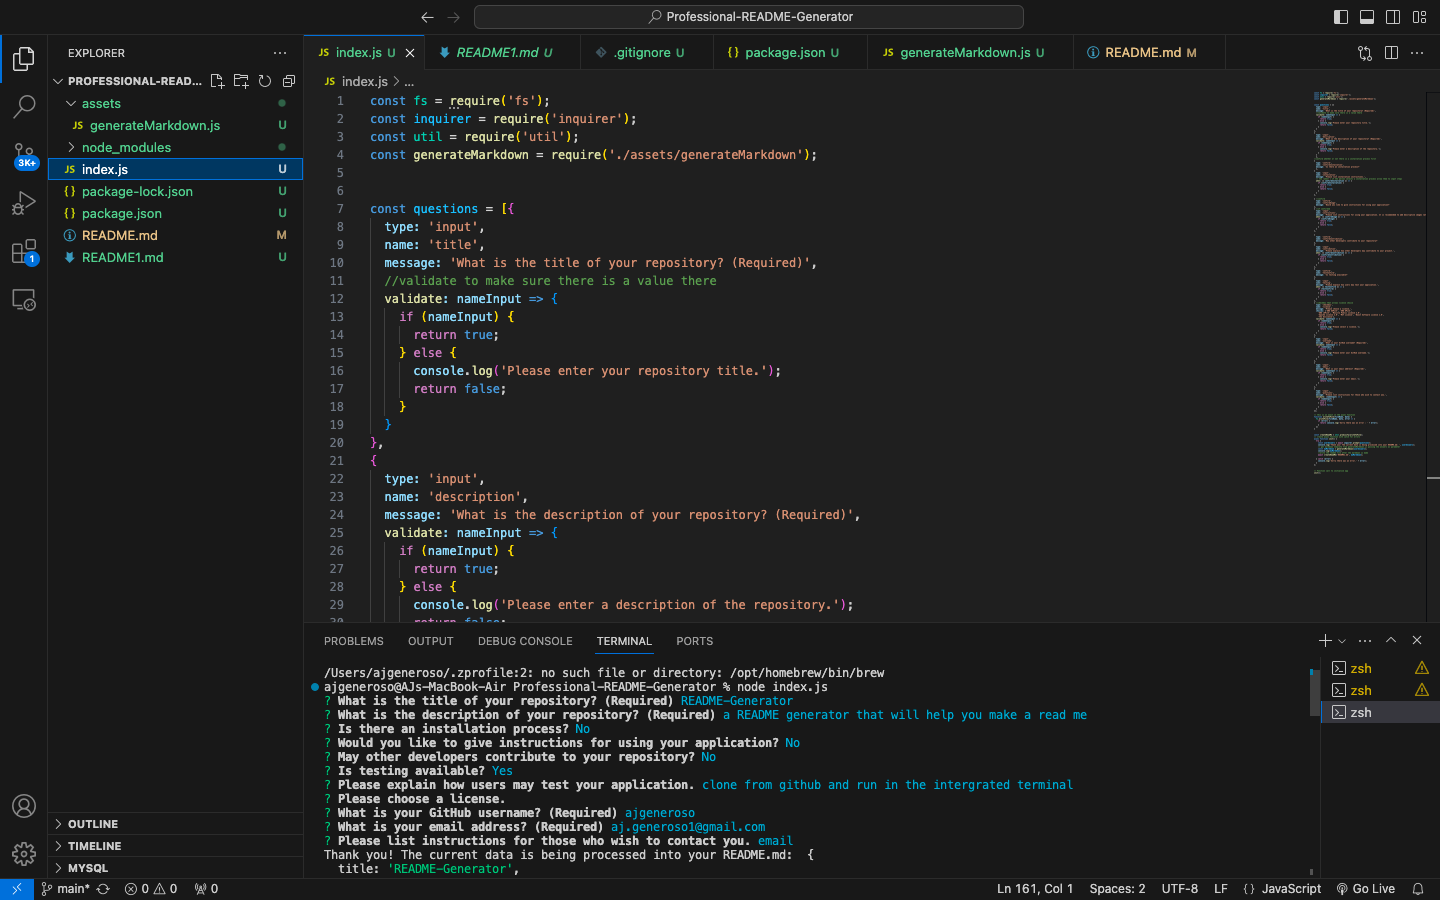 Professional-README-Generator
EXPLORER
PROFESSIONAL-READ...
assets
JS generateMarkdown.js U
node_modules
JS index.js U
{} package-lock.json U
{} package.json U
README.md M
README1.md U
3K+
1
OUTLINE
TIMELINE
MYSQL
JS index.js U
README1.md U
.gitignore U
{} package.json U
JS generateMarkdown.js U
README.md M
JS index.js > ...
1 const fs = require('fs');
2 const inquirer = require('inquirer');
3 const util = require('util');
4 const generateMarkdown = require('./assets/generateMarkdown');
5
6
7 const questions = [{
8 type: 'input',
9 name: 'title',
10 message: 'What is the title of your repository? (Required)',
11 //validate to make sure there is a value there
12 validate: nameInput => {
13 if (nameInput) {
14 return true;
15 } else {
16 console.log('Please enter your repository title.');
17 return false;
18 }
19 }
20 },
21 {
22 type: 'input',
23 name: 'description',
24 message: 'What is the description of your repository? (Required)',
25 validate: nameInput => {
26 if (nameInput) {
27 return true;
28 } else {
29 console.log('Please enter a description of the repository.');
30 return false;
PROBLEMS OUTPUT DEBUG CONSOLE TERMINAL PORTS
/Users/ajgeneroso/.zprofile:2: no such file or directory: /opt/homebrew/bin/brew
ajgeneroso@AJs-MacBook-Air Professional-README-Generator % node index.js
? What is the title of your repository? (Required) README-Generator
? What is the description of your repository? (Required) a README generator that will help you make a read me
? Is there an installation process? No
? Would you like to give instructions for using your application? No
? May other developers contribute to your repository? No
? Is testing available? Yes
? Please explain how users may test your application. clone from github and run in the intergrated terminal
? Please choose a license.
? What is your GitHub username? (Required) ajgeneroso
? What is your email address? (Required) aj.generoso1@gmail.com
? Please list instructions for those who wish to contact you. email
Thank you! The current data is being processed into your README.md: {
title: 'README-Generator',
zsh
zsh
zsh
main* 0 0 0 Ln 161, Col 1 Spaces: 2 UTF-8 LF {} JavaScript Go Live